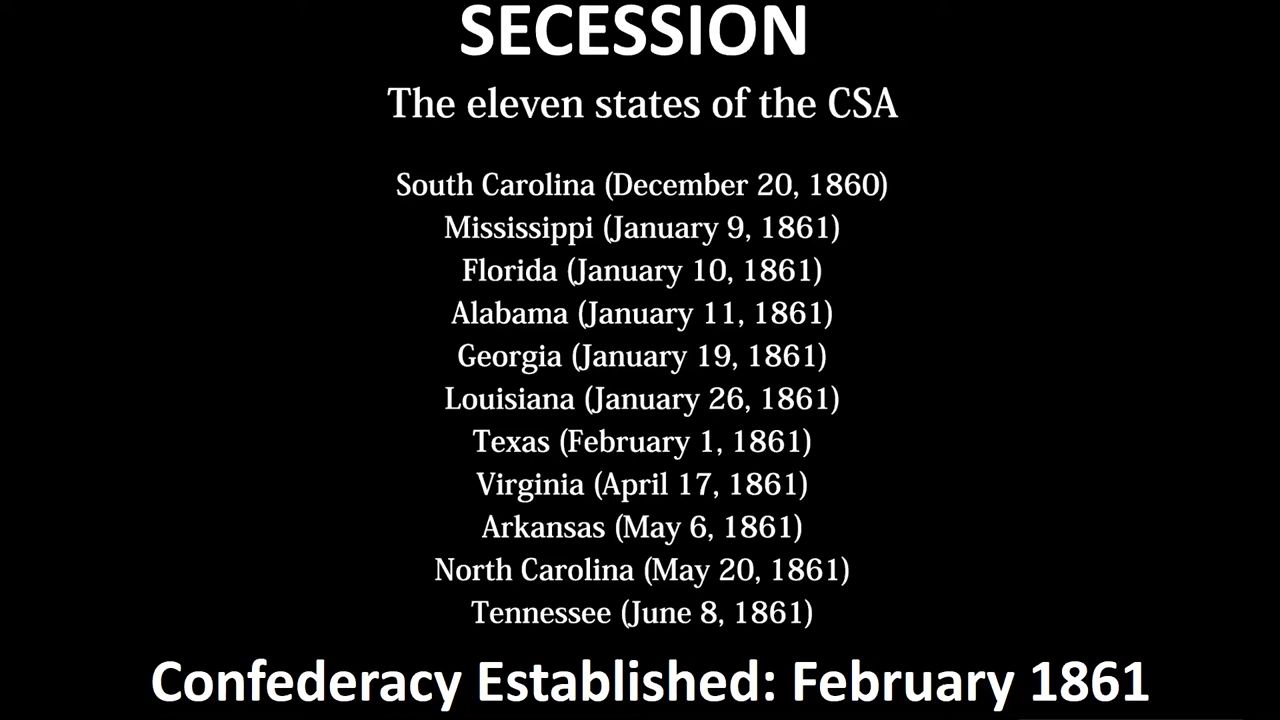 SECESSION
The eleven states of the CSA
South Carolina (December 20, 1860)
Mississippi (January 9, 1861)
Florida (January 10, 1861)
Alabama (January 11, 1861)
Georgia (January 19, 1861)
Louisiana (January 26, 1861)
Texas (February 1, 1861)
Virginia (April 17, 1861)
Arkansas (May 6, 1861)
North Carolina (May 20, 1861)
Tennessee (June 8, 1861)
Confederacy Established: February 1861